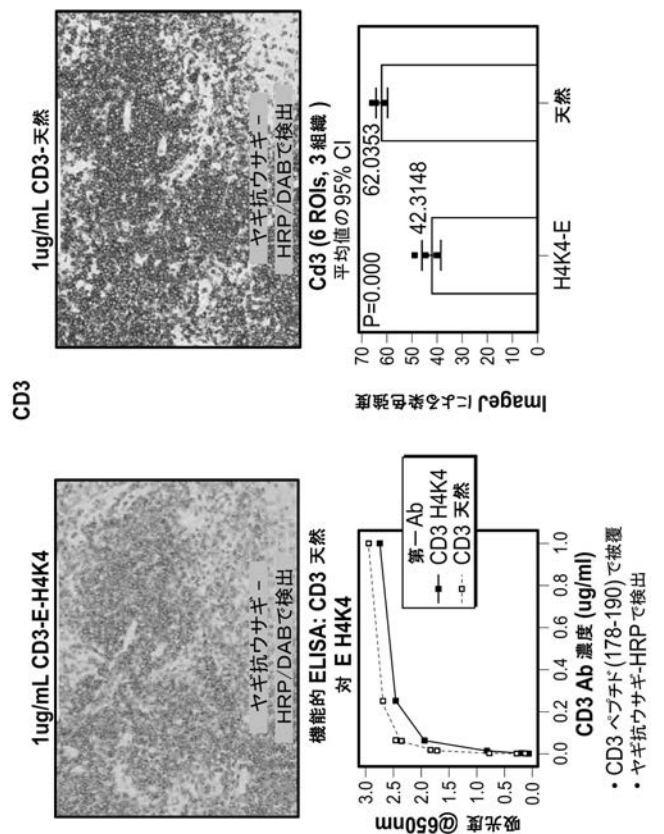 CD3
1ug/mL CD3-E-H4K4
ヤギ抗ウサギ -
HRP/DABで検出
1ug/mL CD3-天然
ヤギ抗ウサギ -
HRP/DABで検出
機能的 ELISA: CD3 天然
対 E H4K4
吸光度 @650nm
3.0
2.5
2.0
1.5
1.0
0.5
0.0
第一 Ab
CD3 H4K4
CD3 天然
0.0 0.2 0.4 0.6 0.8 1.0
CD3 Ab 濃度 (ug/ml)
・CD3 ペプチド (178-190) で被覆
・ヤギ抗ウサギ-HRPで検出
Cd3 (6 ROIs, 3 組織 )
平均値の 95% CI
ImageJ による染色強度
70
60
50
40
30
20
10
0
P=0.000
42.3148
62.0353
H4K4-E
天然